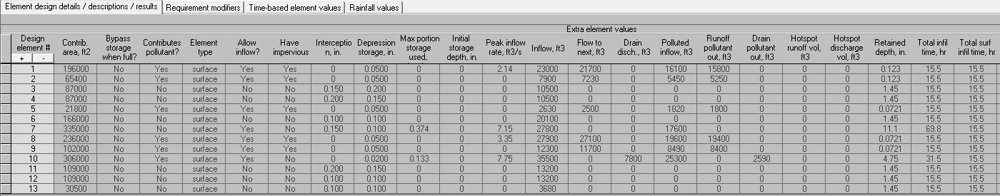 Element design details / descriptions / results Requirement modifiers Time-based element values Rainfall values
Extra element values
Design element # Contrib. area, ft2 Bypass storage when full? Contributes pollutant? Element type Allow inflow? Have impervious Interceptio n, in. Depression storage, in. Max portion storage used, Initial storage depth, in. Peak inflow rate, ft3/s Inflow, ft3 Flow to next, ft3 Drain disch., ft3 Polluted inflow, ft3 Runoff pollutant out, ft3 Drain pollutant out, ft3 Hotspot runoff vol, ft3 Hotspot discharge vol, ft3 Retained depth, in. Total infil time, hr Total surf infil time, hr
+ -
1 196000 No Yes surface Yes Yes 0 0.0500 0 0 2.14 23000 21700 0 16100 15800 0 0 0 0.123 15.5 15.5
2 65400 No Yes surface Yes Yes 0 0.0500 0 0 0 7900 7230 0 5450 5250 0 0 0 0.123 15.5 15.5
3 87000 No No surface No No 0.150 0.200 0 0 0 10500 0 0 0 0 0 0 0 1.45 15.5 15.5
4 87000 No No surface No No 0.200 0.150 0 0 0 10500 0 0 0 0 0 0 0 1.45 15.5 15.5
5 21800 No Yes surface Yes Yes 0 0.0500 0 0 0 2630 2500 0 1820 1800 0 0 0 0.0721 15.5 15.5
6 166000 No No surface No No 0.100 0.100 0 0 0 20100 0 0 0 0 0 0 0 1.45 15.5 15.5
7 335000 No No surface Yes No 0.150 0.100 0.374 0 7.15 27800 0 0 17600 0 0 0 0 11.1 69.8 15.5
8 236000 No Yes surface Yes Yes 0 0.0500 0 0 3.35 27900 27100 0 19600 19400 0 0 0 0.0721 15.5 15.5
9 102000 No Yes surface Yes Yes 0 0.0500 0 0 0 12300 11700 0 8490 8400 0 0 0 0.0721 15.5 15.5
10 306000 No Yes surface Yes No 0 0.0200 0.133 0 7.75 35500 0 7800 25300 0 2590 0 0 4.75 31.5 15.5
11 109000 No No surface No No 0.200 0.150 0 0 0 13200 0 0 0 0 0 0 0 1.45 15.5 15.5
12 109000 No No surface No No 0.100 0.100 0 0 0 13200 0 0 0 0 0 0 0 1.45 15.5 15.5
13 30500 No No surface No No 0.100 0.100 0 0 0 3680 0 0 0 0 0 0 0 1.45 15.5 15.5